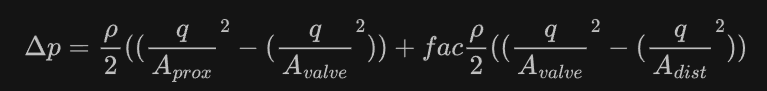 Δp = ρ/2((q/A_prox ^2 − (q/A_valve ^2)) + fac ρ/2((q/A_valve ^2 − (q/A_dist ^2))